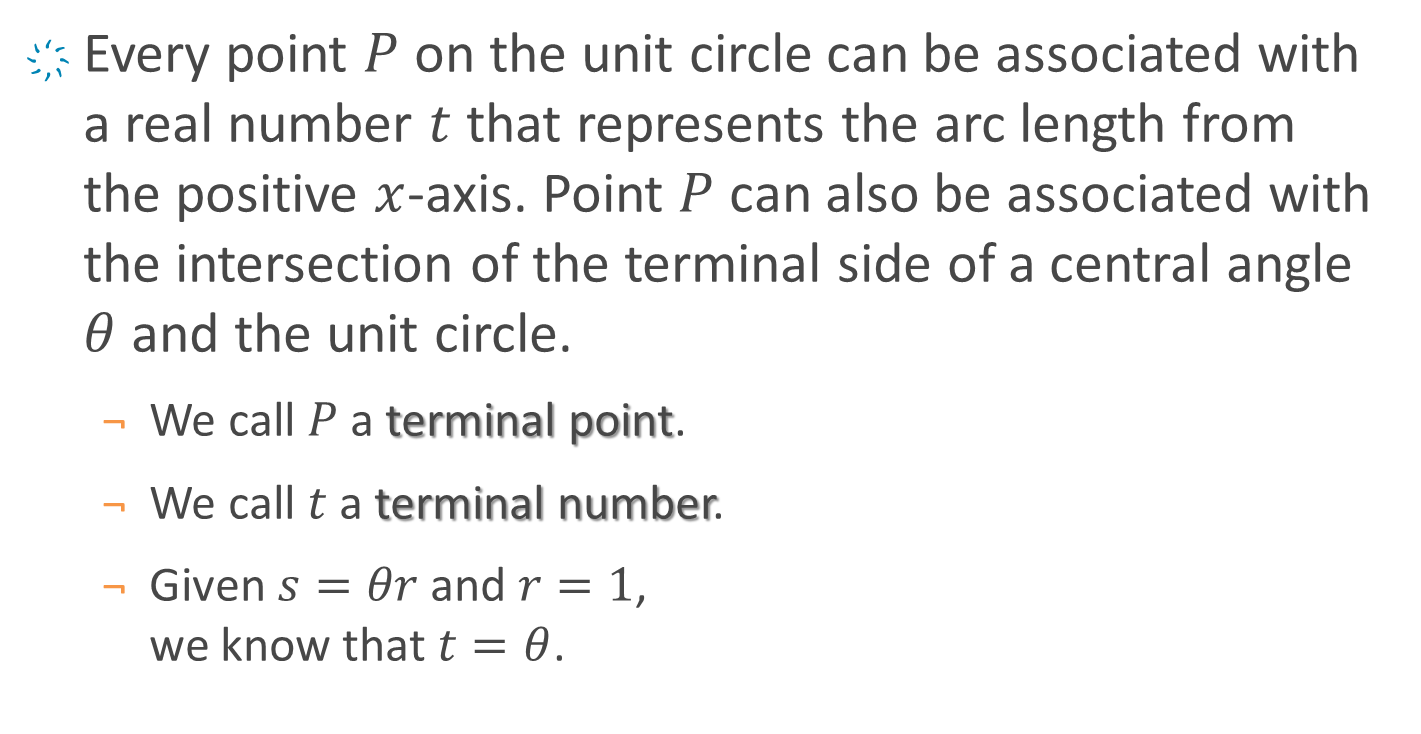 Every point 𝑃 on the unit circle can be associated with
a real number 𝑡 that represents the arc length from
the positive 𝑥-axis. Point 𝑃 can also be associated with
the intersection of the terminal side of a central angle
𝜃 and the unit circle.
¬ We call 𝑃 a terminal point.
¬ We call 𝑡 a terminal number.
¬ Given 𝑠 = 𝜃𝑟 and 𝑟 = 1,
we know that 𝑡 = 𝜃.